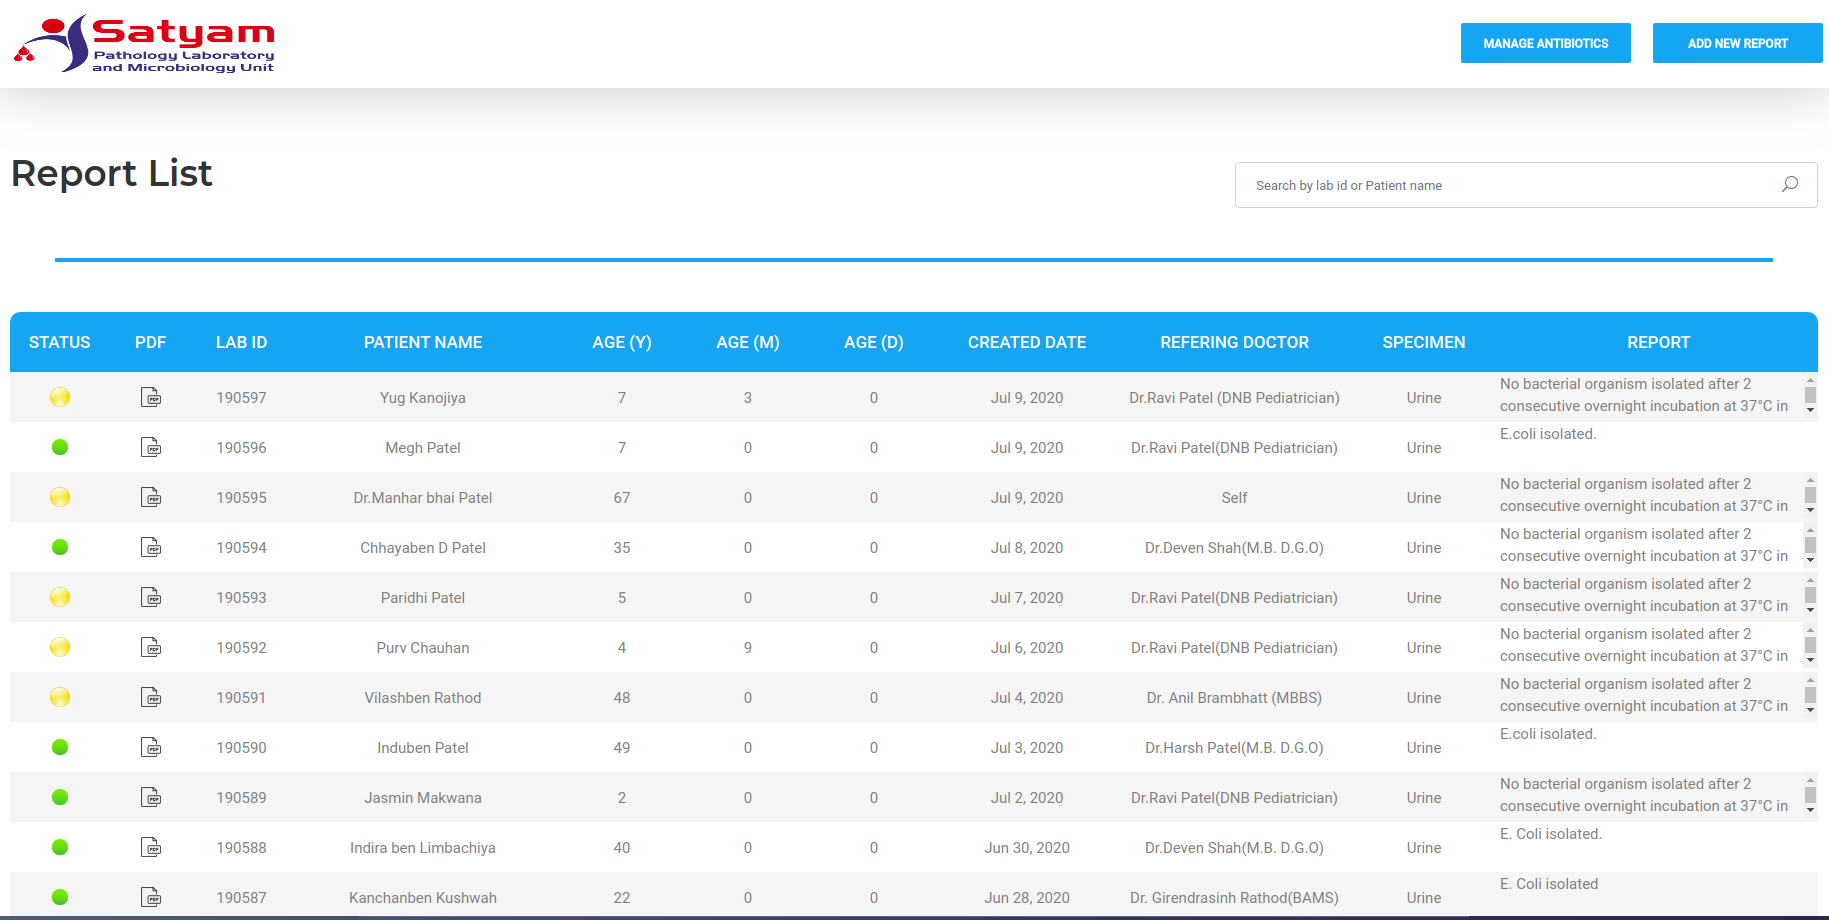 Satyam
Pathology Laboratory
and Microbiology Unit
MANAGE ANTIBIOTICS
ADD NEW REPORT
Report List
Search by lab id or Patient name
STATUS PDF LAB ID PATIENT NAME AGE (Y) AGE (M) AGE (D) CREATED DATE REFERING DOCTOR SPECIMEN REPORT
PDF 190597 Yug Kanojiya 7 3 0 Jul 9, 2020 Dr.Ravi Patel (DNB Pediatrician) Urine No bacterial organism isolated after 2
consecutive overnight incubation at 37°C in
PDF 190596 Megh Patel 7 0 0 Jul 9, 2020 Dr.Ravi Patel(DNB Pediatrician) Urine E.coli isolated.
PDF 190595 Dr.Manhar bhai Patel 67 0 0 Jul 9, 2020 Self Urine No bacterial organism isolated after 2
consecutive overnight incubation at 37°C in
PDF 190594 Chhayaben D Patel 35 0 0 Jul 8, 2020 Dr.Deven Shah(M.B. D.G.O) Urine No bacterial organism isolated after 2
consecutive overnight incubation at 37°C in
PDF 190593 Paridhi Patel 5 0 0 Jul 7, 2020 Dr.Ravi Patel(DNB Pediatrician) Urine No bacterial organism isolated after 2
consecutive overnight incubation at 37°C in
PDF 190592 Purv Chauhan 4 9 0 Jul 6, 2020 Dr.Ravi Patel(DNB Pediatrician) Urine No bacterial organism isolated after 2
consecutive overnight incubation at 37°C in
PDF 190591 Vilashben Rathod 48 0 0 Jul 4, 2020 Dr. Anil Brambhatt (MBBS) Urine No bacterial organism isolated after 2
consecutive overnight incubation at 37°C in
PDF 190590 Induben Patel 49 0 0 Jul 3, 2020 Dr.Harsh Patel(M.B. D.G.O) Urine E.coli isolated.
PDF 190589 Jasmin Makwana 2 0 0 Jul 2, 2020 Dr.Ravi Patel(DNB Pediatrician) Urine No bacterial organism isolated after 2
consecutive overnight incubation at 37°C in
PDF 190588 Indira ben Limbachiya 40 0 0 Jun 30, 2020 Dr.Deven Shah(M.B. D.G.O) Urine E. Coli isolated.
PDF 190587 Kanchanben Kushwah 22 0 0 Jun 28, 2020 Dr. Girendrasinh Rathod(BAMS) Urine E. Coli isolated